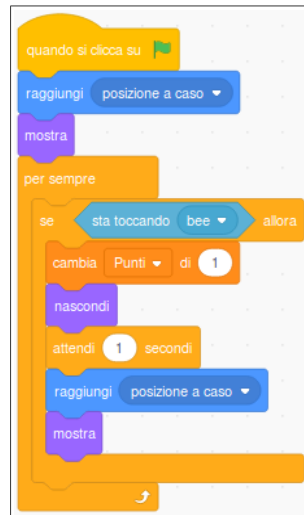 quando si clicca su
raggiungi posizione a caso
mostra
per sempre
se sta toccando bee allora
cambia Punti di 1
nascondi
attendi 1 secondi
raggiungi posizione a caso
mostra